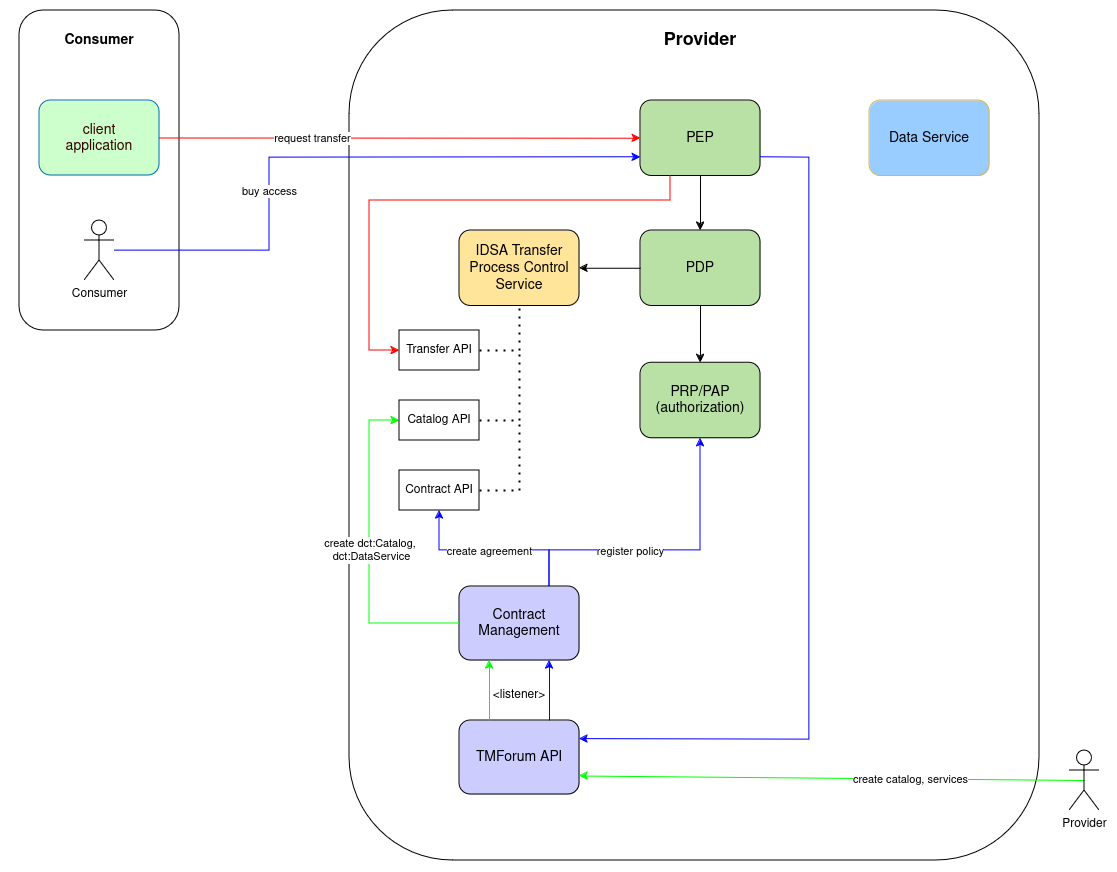 Consumer
Provider
client
application
request transfer
PEP
Data Service
buy access
IDSA Transfer
Process Control
Service
PDP
Consumer
Transfer API
PRP/PAP
(authorization)
Catalog API
Contract API
create dct:Catalog,
dct:DataService
create agreement
register policy
Contract
Management
<listener>
TMForum API
create catalog, services
Provider